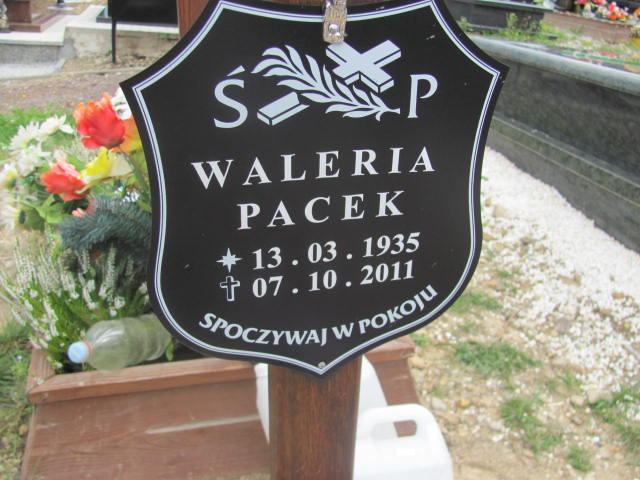 Ś P
WALERIA
PACEK
13.03.1935
07.10.2011
SPOCZYWAJ W POKOJU